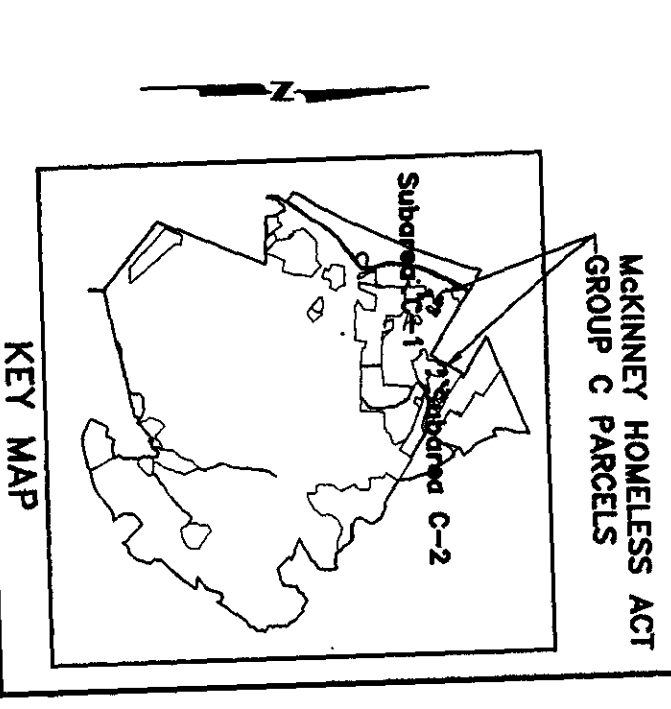 McKINNEY HOMELESS ACT
GROUP C PARCELS
Subarea C-1
Subarea C-2
N
KEY MAP